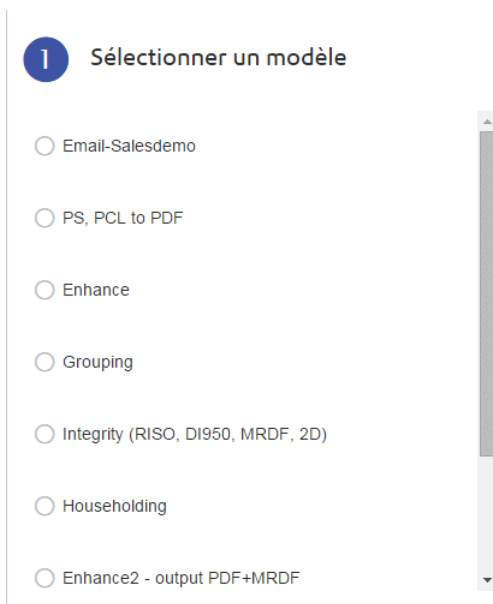 1 Sélectionner un modèle
Email-Salesdemo
PS, PCL to PDF
Enhance
Grouping
Integrity (RISO, DI950, MRDF, 2D)
Householding
Enhance2 - output PDF+MRDF